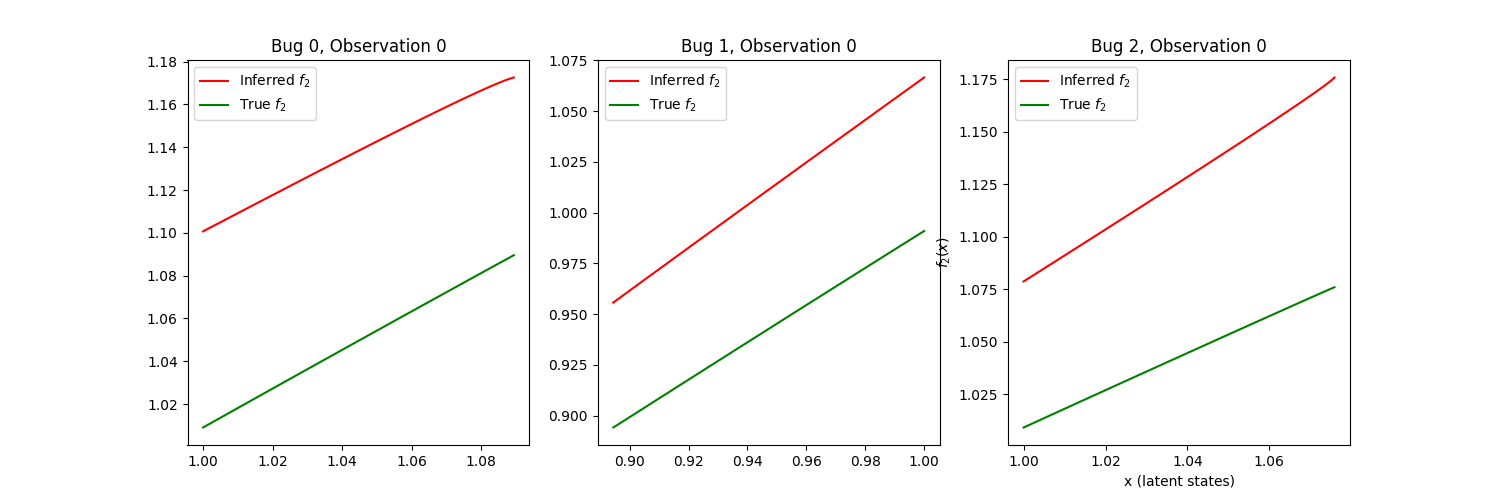 Bug 0, Observation 0
Inferred f₂
True f₂
1.18
1.16
1.14
1.12
1.10
1.08
1.06
1.04
1.02
1.00 1.02 1.04 1.06 1.08
Bug 1, Observation 0
Inferred f₂
True f₂
1.075
1.050
1.025
1.000
0.975
0.950
0.925
0.900
0.90 0.92 0.94 0.96 0.98 1.00
Bug 2, Observation 0
Inferred f₂
True f₂
f₂(x)
1.175
1.150
1.125
1.100
1.075
1.050
1.025
1.00 1.02 1.04 1.06
x (latent states)